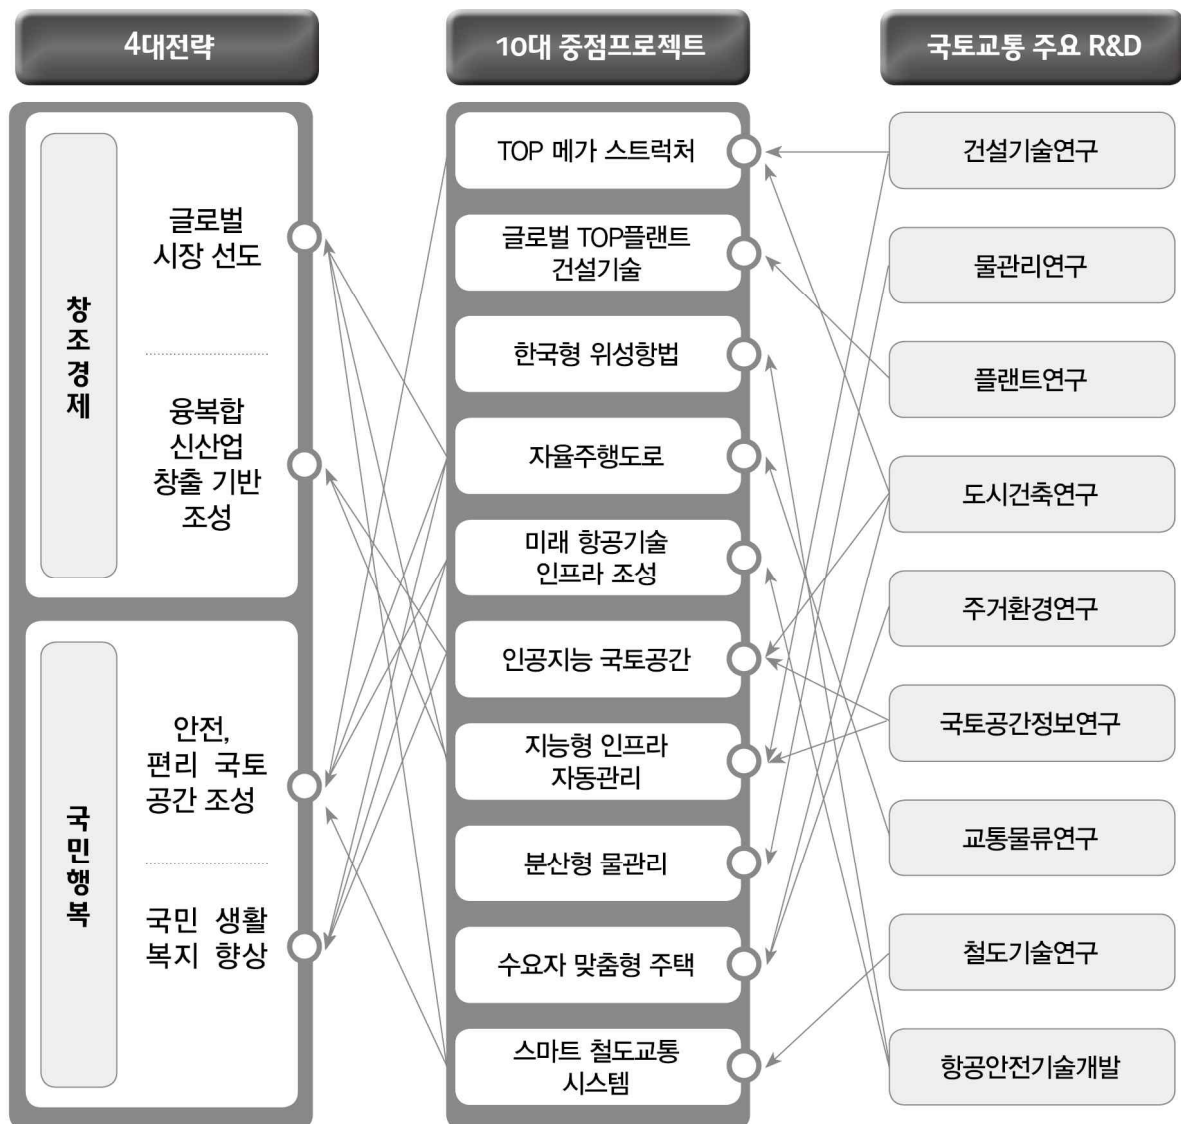 4대전략
창조경제
글로벌
시장 선도
융복합
신산업
창출 기반
조성
국민행복
안전,
편리 국토
공간 조성
국민 생활
복지 향상
10대 중점프로젝트
TOP 메가 스트럭처
글로벌 TOP플랜트
건설기술
한국형 위성항법
자율주행도로
미래 항공기술
인프라 조성
인공지능 국토공간
지능형 인프라
자동관리
분산형 물관리
수요자 맞춤형 주택
스마트 철도교통
시스템
국토교통 주요 R&D
건설기술연구
물관리연구
플랜트연구
도시건축연구
주거환경연구
국토공간정보연구
교통물류연구
철도기술연구
항공안전기술개발